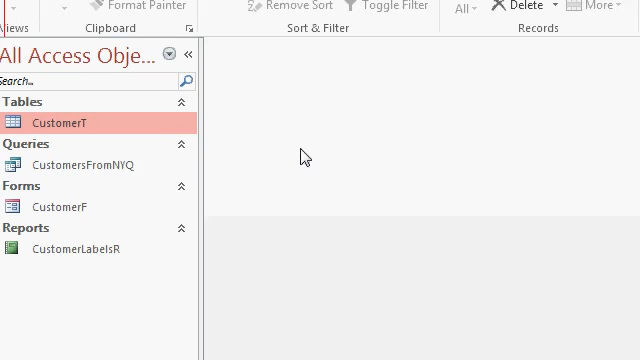 Format Painter
Remove Sort
Toggle Filter
All
Delete
More
Views
Clipboard
Sort & Filter
Records
All Access Obje...
Search...
Tables
CustomerT
Queries
CustomersFromNYQ
Forms
CustomerF
Reports
CustomerLabelsR